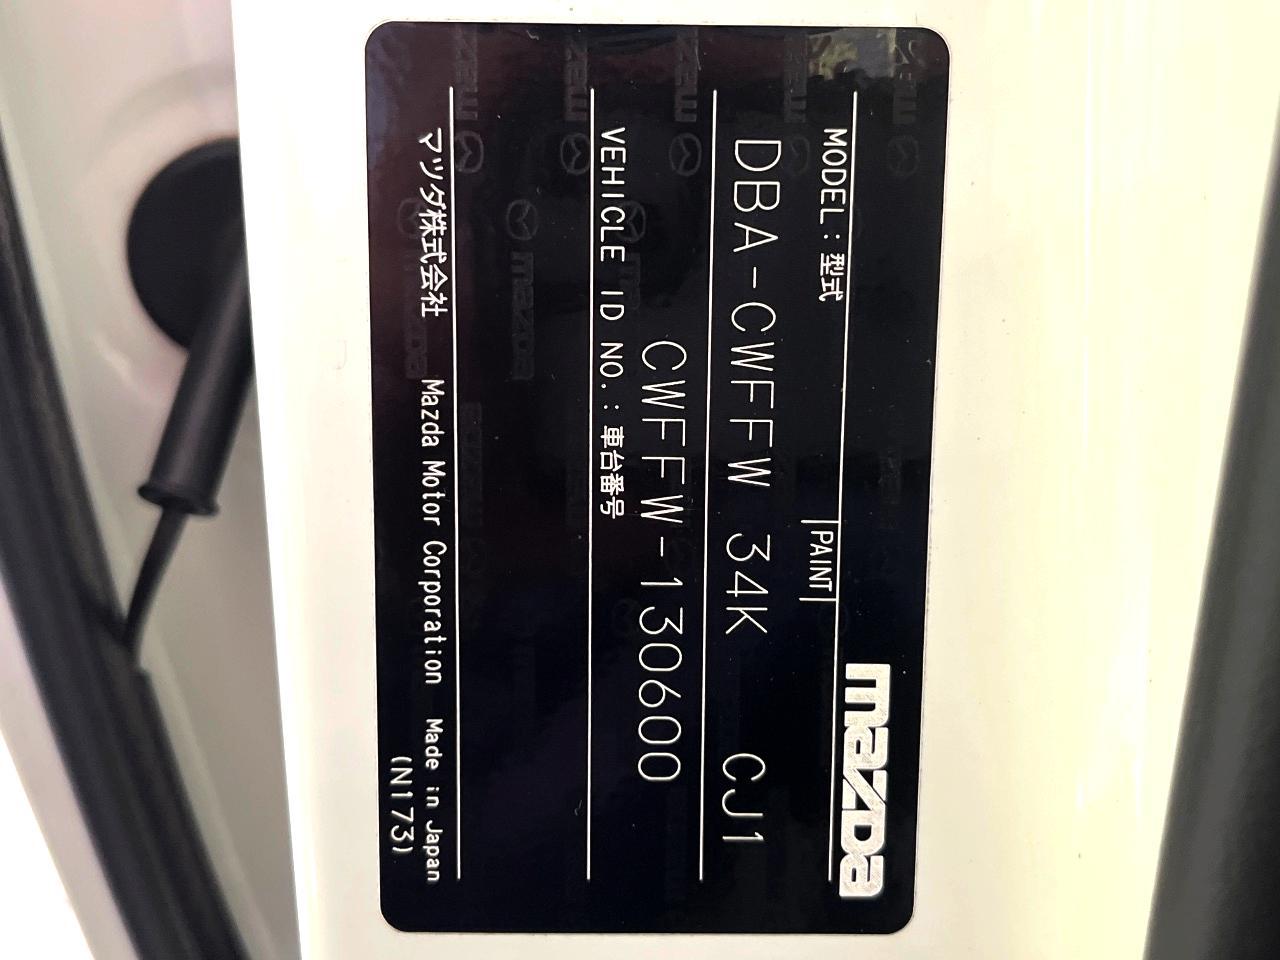 mazda
MODEL:型式 PAINT
DBA-CWFFW 34K CJ1
VEHICLE ID NO.:車台番号
CWFFW-130600
マツダ株式会社 Mazda Motor Corporation Made in Japan
(N173)